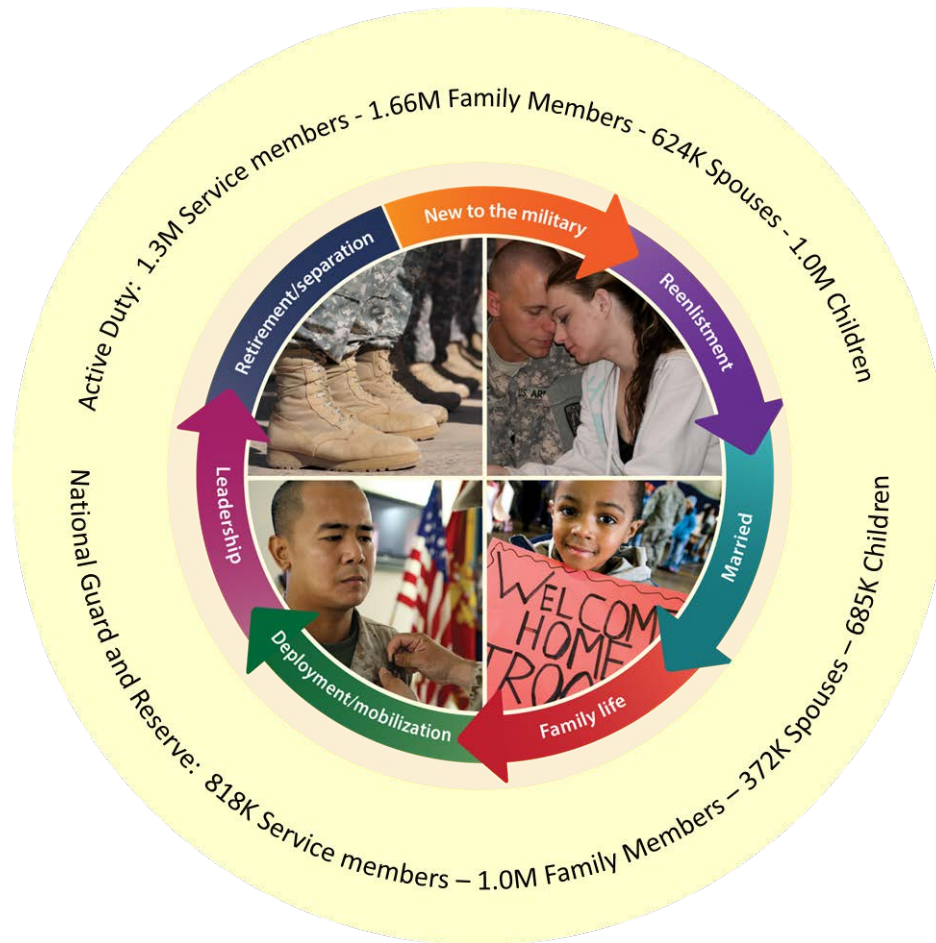 Active Duty: 1.3M Service members - 1.66M Family Members - 624K Spouses - 1.0M Children
New to the military
Reenlistment
Married
Family life
Deployment/mobilization
Leadership
Retirement/separation
US AR
WELCOM
HOME
TROO
National Guard and Reserve: 818K Service members – 1.0M Family Members – 372K Spouses – 685K Children